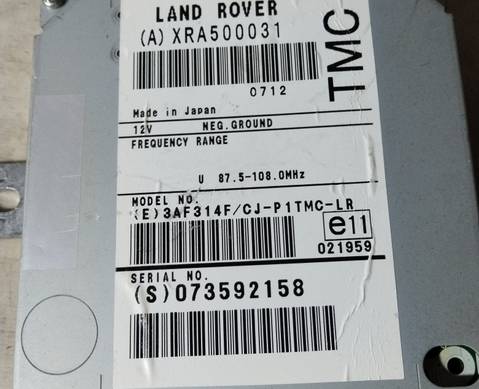 LAND ROVER
(A) XRA500031
TMC
0712
Made in Japan
12V NEG.GROUND
FREQUENCY RANGE
U 87.5-108.0MHz
MODEL NO.
(E)3AF314F/CJ-P1TMC-LR
e11
021959
SERIAL NO.
(S)073592158